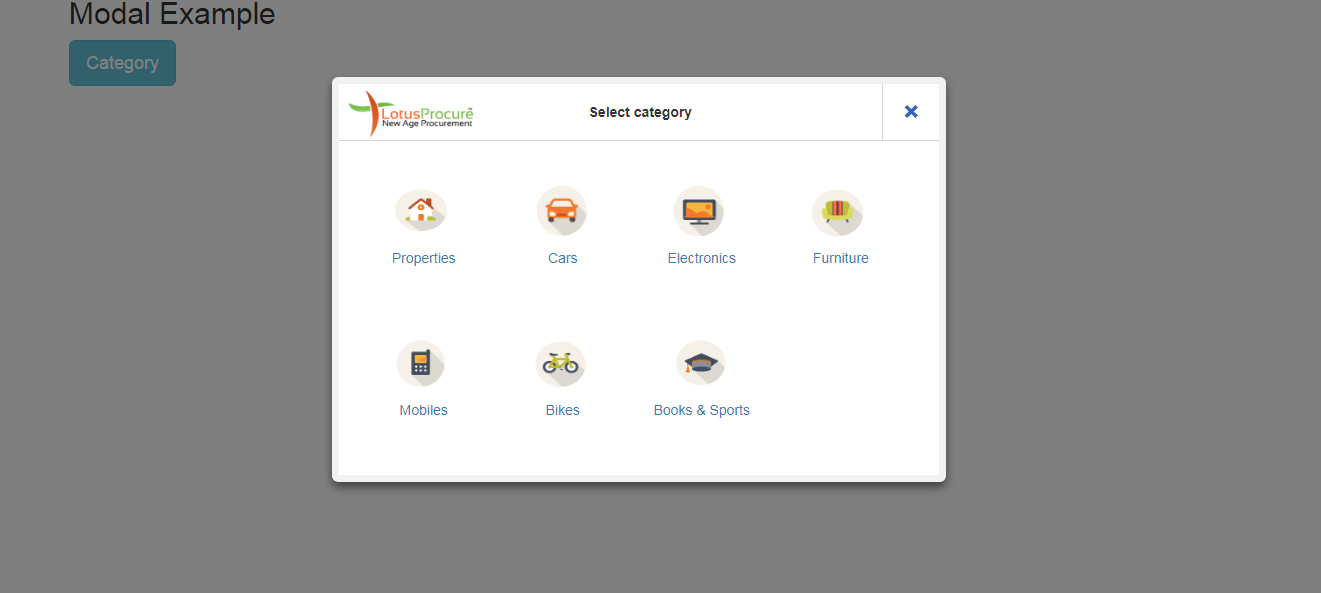 Modal Example
Category
LotusProcure
New Age Procurement
Select category
Properties
Cars
Electronics
Furniture
Mobiles
Bikes
Books & Sports